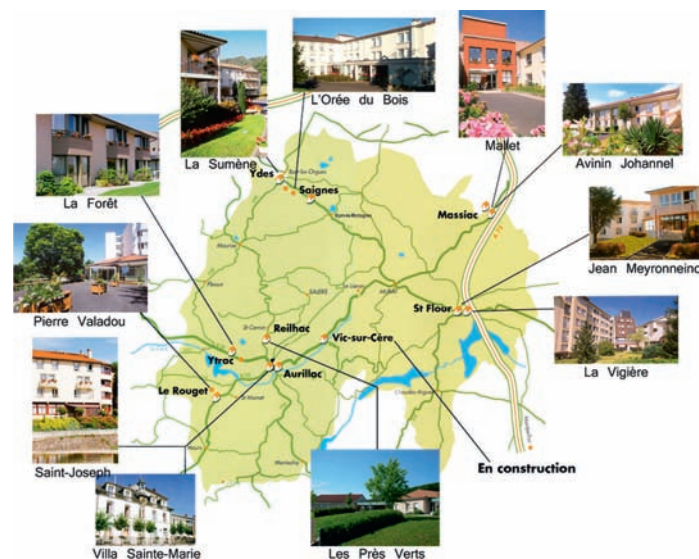 L'Orée du Bois
Mallet
La Sumène
Avinin Johannel
La Forêt
Ydes
Saignes
Massiac
Jean Meyronneinc
Pierre Valadou
St Flour
Reilhac
Vic-sur-Cère
La Vigière
Ytrac
Aurillac
Le Rouget
Saint-Joseph
En construction
Villa Sainte-Marie
Les Près Verts